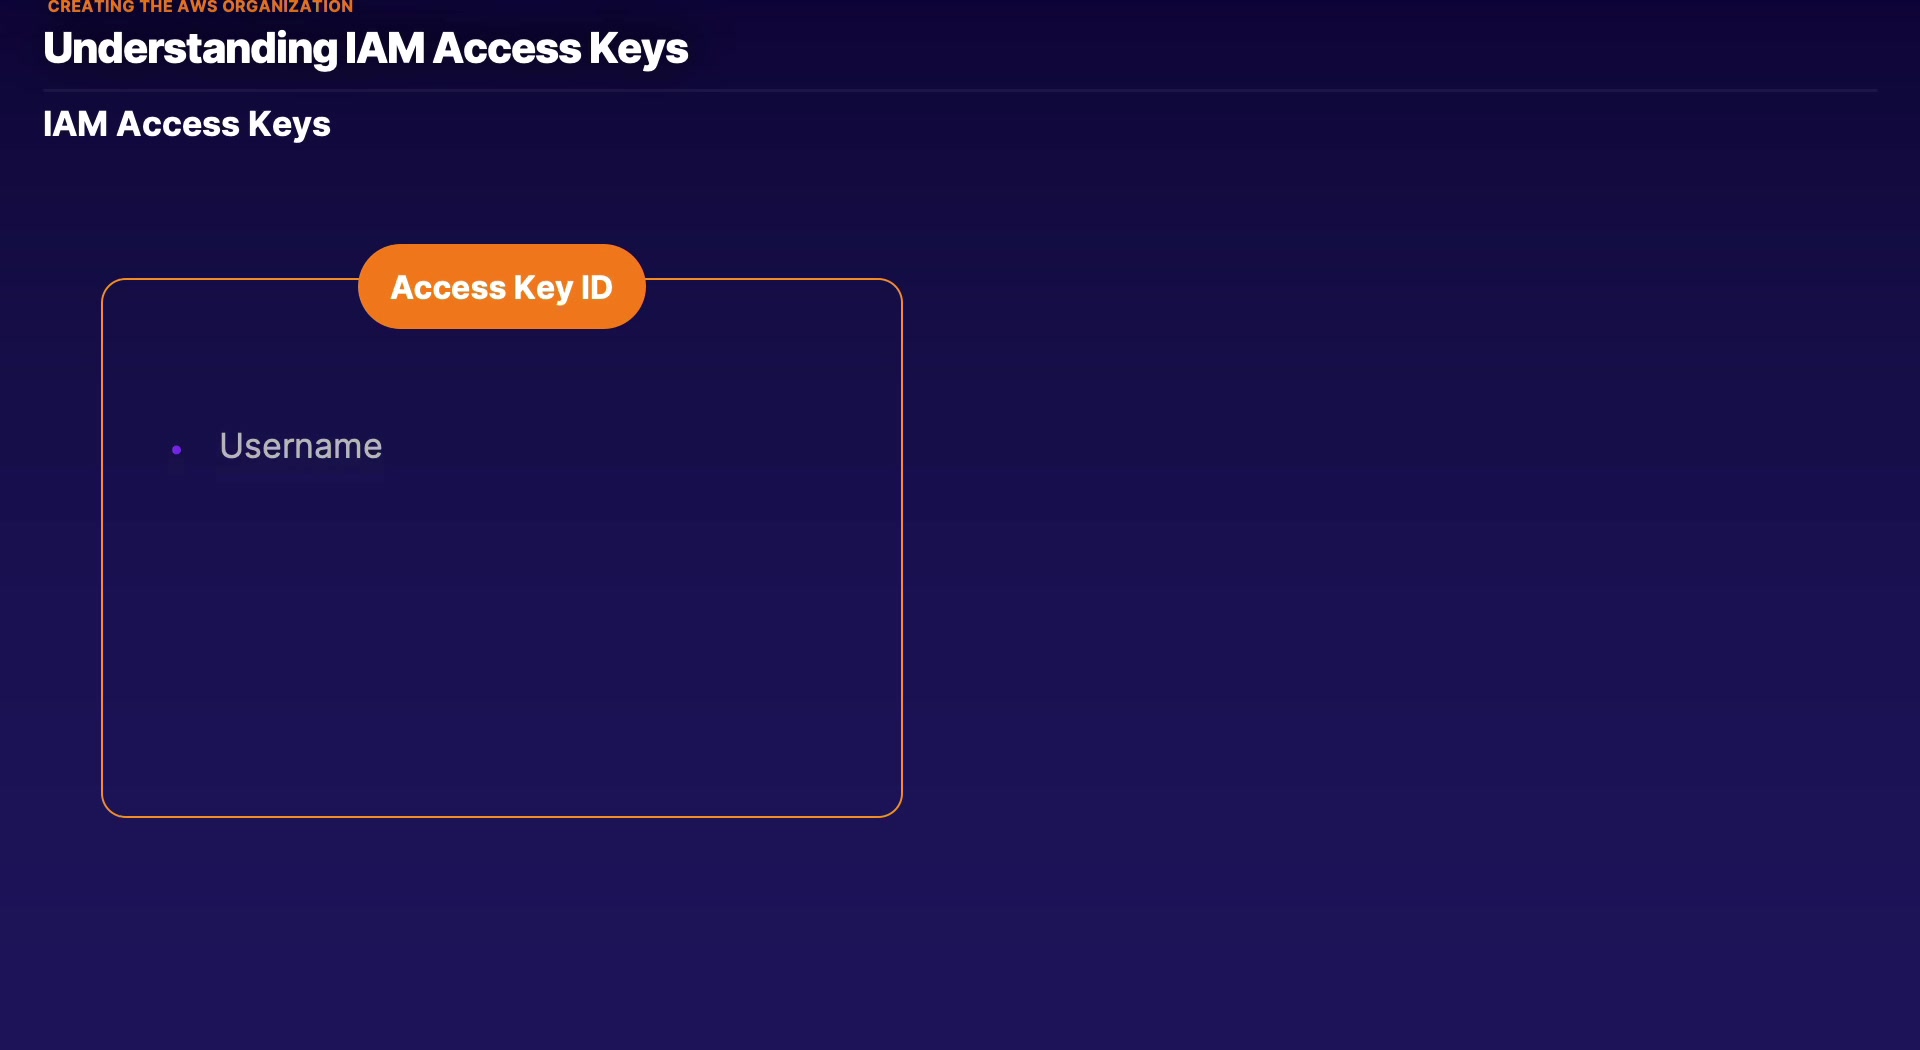 CREATING THE AWS ORGANIZATION
Understanding IAM Access Keys
IAM Access Keys
Access Key ID
• Username